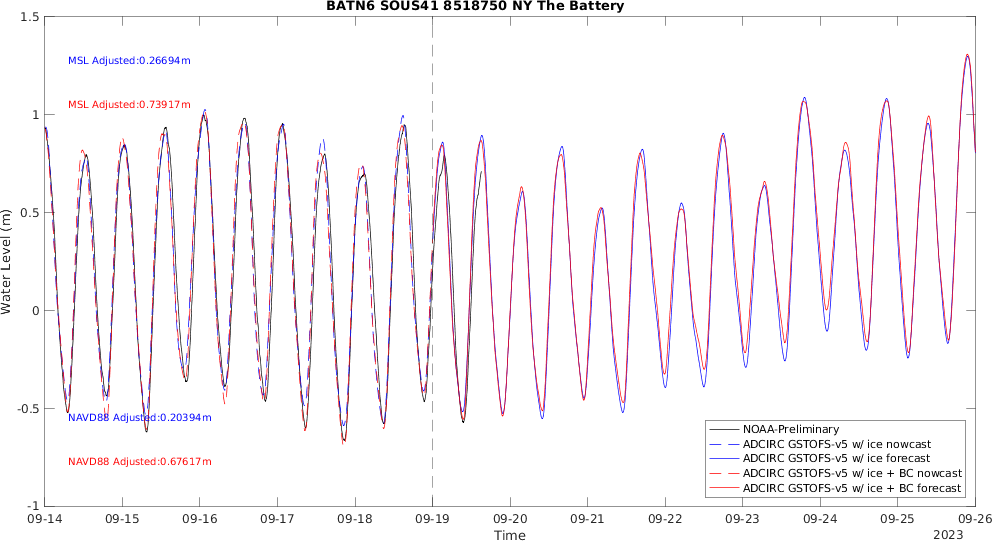 BATN6 SOUS41 8518750 NY The Battery
1.5
MSL Adjusted:0.26694m
MSL Adjusted:0.73917m
1
0.5
Water Level (m)
0
-0.5
NAVD88 Adjusted:0.20394m
NAVD88 Adjusted:0.67617m
NOAA-Preliminary
ADCIRC GSTOFS-v5 w/ ice nowcast
ADCIRC GSTOFS-v5 w/ ice forecast
ADCIRC GSTOFS-v5 w/ ice + BC nowcast
ADCIRC GSTOFS-v5 w/ ice + BC forecast
-1
09-14 09-15 09-16 09-17 09-18 09-19 09-20 09-21 09-22 09-23 09-24 09-25 09-26
Time
2023